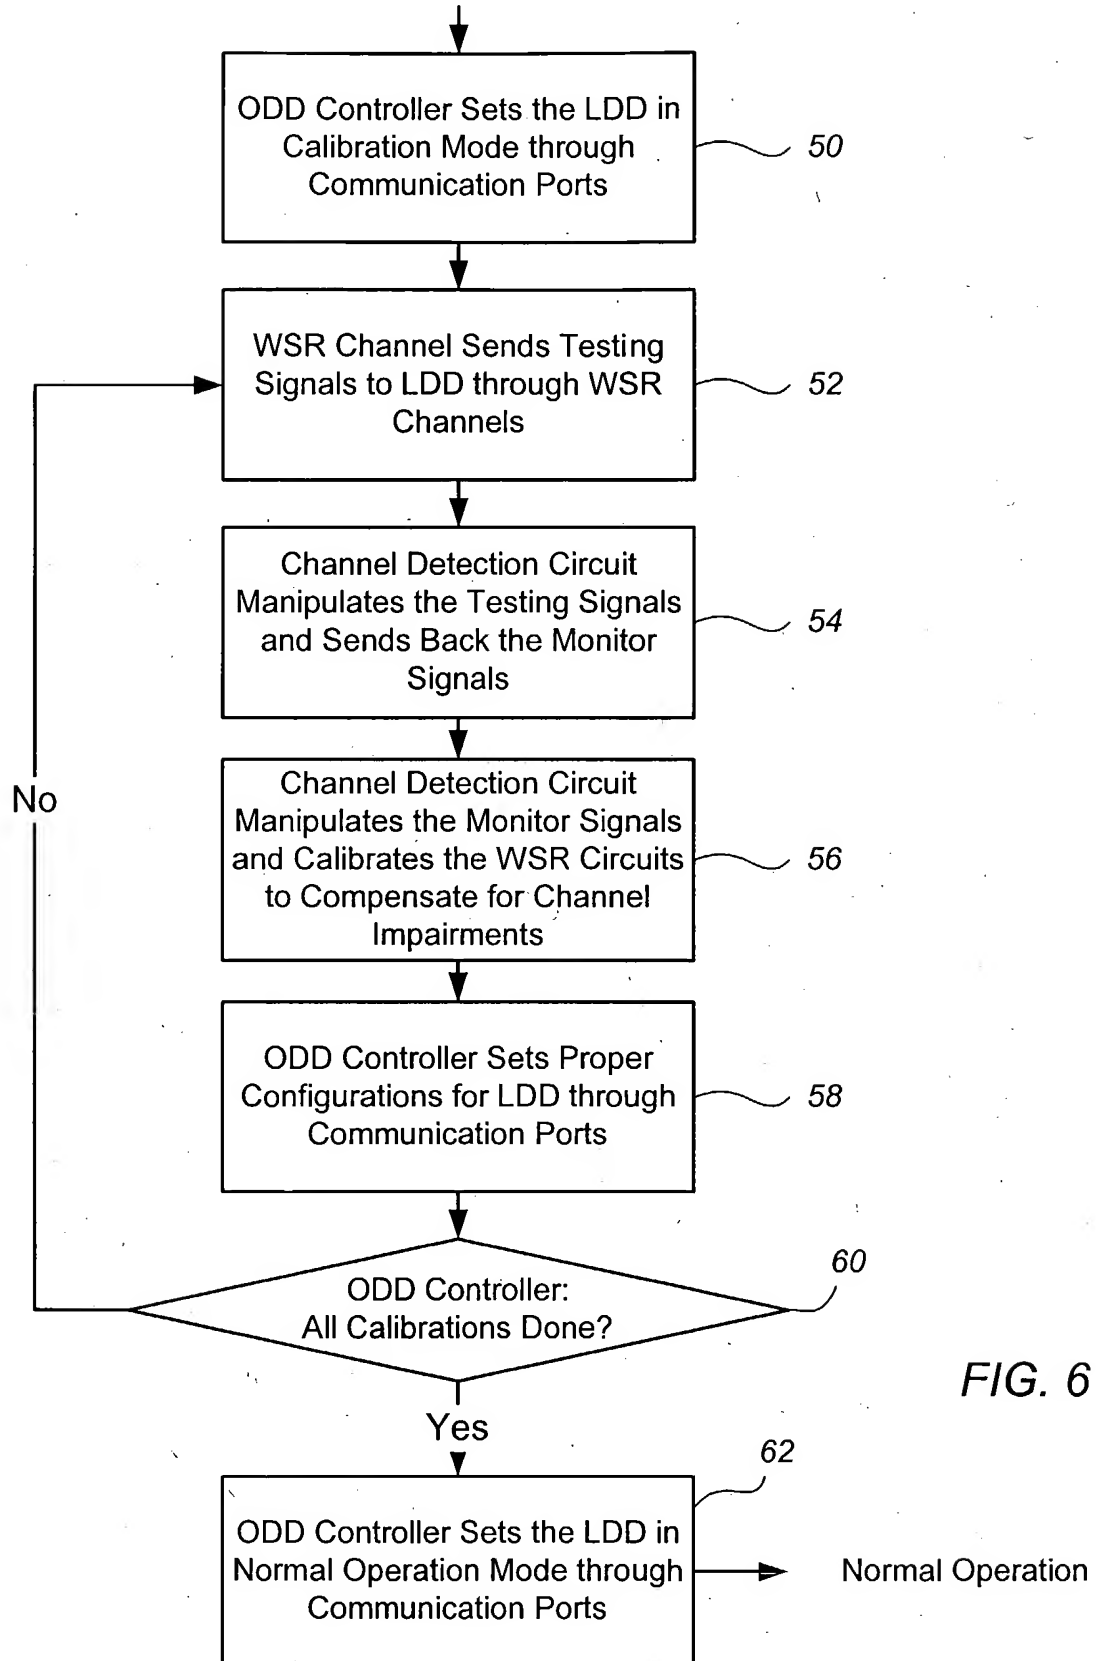 ODD Controller Sets the LDD in
Calibration Mode through
Communication Ports
50
WSR Channel Sends Testing
Signals to LDD through WSR
Channels
52
Channel Detection Circuit
Manipulates the Testing Signals
and Sends Back the Monitor
Signals
54
Channel Detection Circuit
Manipulates the Monitor Signals
and Calibrates the WSR Circuits
to Compensate for Channel
Impairments
56
No
ODD Controller Sets Proper
Configurations for LDD through
Communication Ports
58
ODD Controller:
All Calibrations Done?
60
FIG. 6
Yes
62
ODD Controller Sets the LDD in
Normal Operation Mode through
Communication Ports
Normal Operation